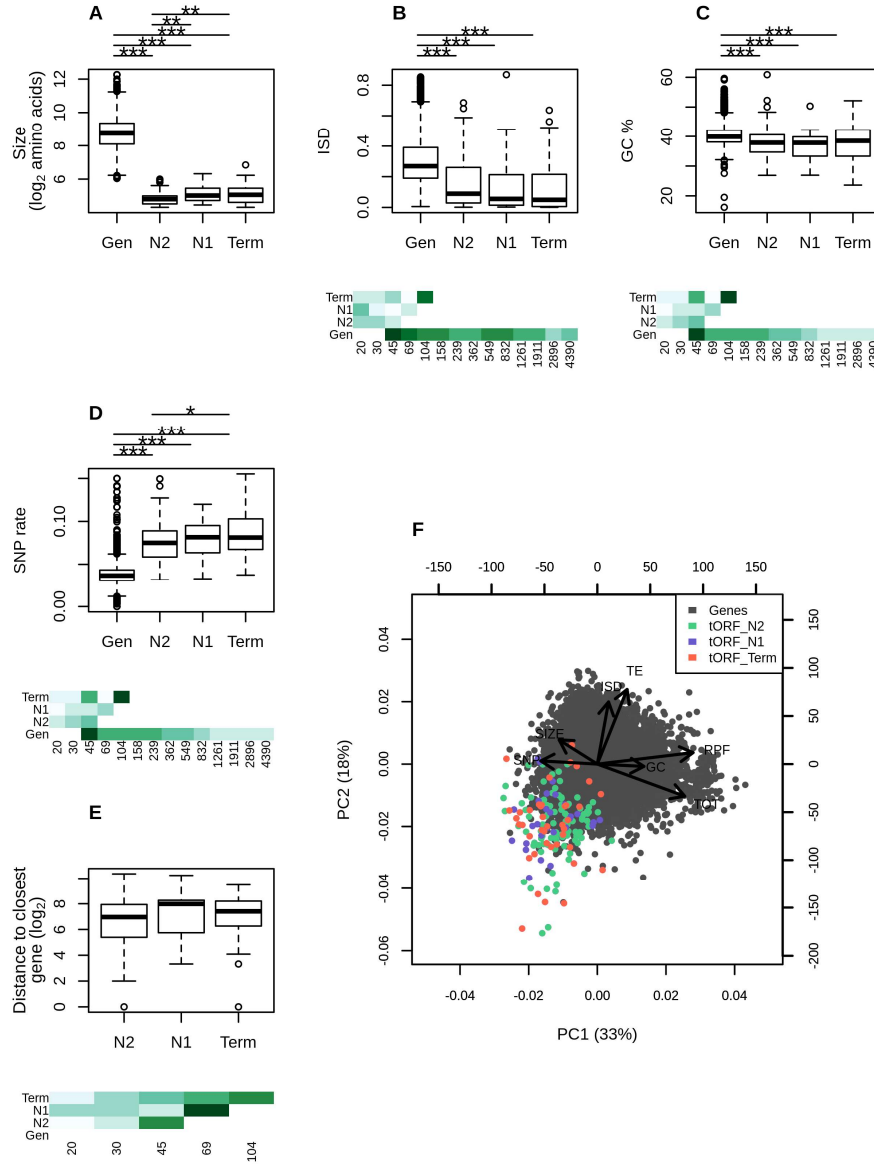 A
**
**
***
***
***
Size
(log2 amino acids)
12
10
8
6
Gen N2 N1 Term
B
***
***
***
ISD
0.8
0.4
0.0
Gen N2 N1 Term
Term
N1
N2
Gen
20 30 45 69 104 158 239 362 549 832 1261 1911 2896 4390
C
***
***
***
GC %
60
40
20
Gen N2 N1 Term
Term
N1
N2
Gen
20 30 45 69 104 158 239 362 549 832 1261 1911 2896 4390
D
*
***
***
***
SNP rate
0.10
0.00
Gen N2 N1 Term
Term
N1
N2
Gen
20 30 45 69 104 158 239 362 549 832 1261 1911 2896 4390
E
Distance to closest
gene (log2)
8
6
4
2
0
N2 N1 Term
Term
N1
N2
Gen
20 30 45 69 104
F
-150 -100 -50 0 50 100 150
Genes
tORF_N2
tORF_N1
tORF_Term
TE
ISD
SIZE
SNP
RPF
GC
TOT
PC2 (18%)
0.04
0.02
0.00
-0.02
-0.04
-0.06
150
100
50
0
-50
-100
-150
-200
-0.04 -0.02 0.00 0.02 0.04
PC1 (33%)